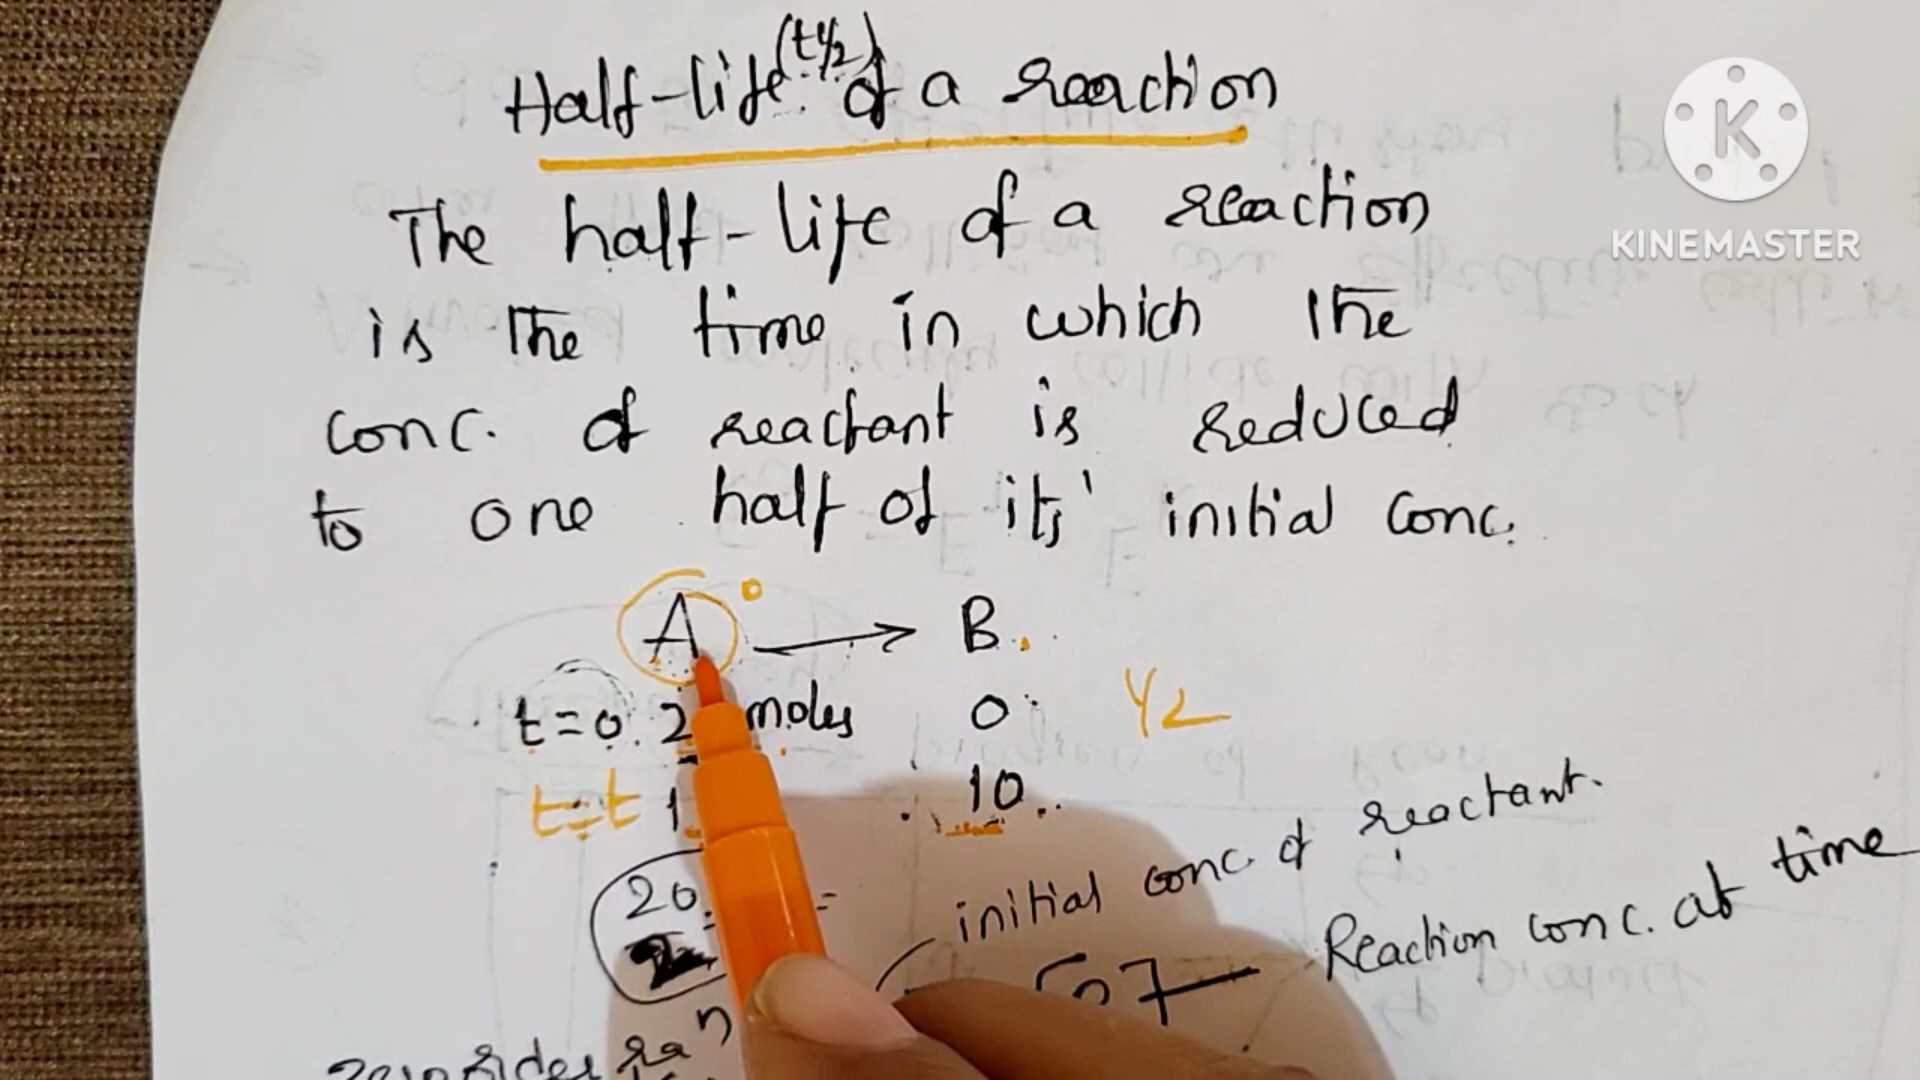 Half-life (t½) of a reaction
K
KINEMASTER
The half-life of a reaction
is the time in which the
conc. of reactant is reduced
to one half of its' initial conc.
A → B
t=0 2 moles 0 1/2
t=t 1 10
20 =
initial conc. of reactant.
Reaction conc. at time
Zero order